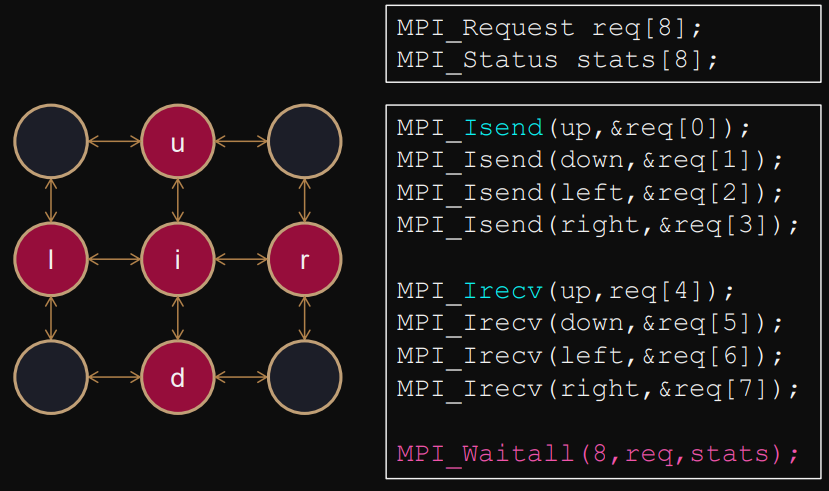 MPI_Request req[8];
MPI_Status stats[8];
u
l i r
d
MPI_Isend(up,&req[0]);
MPI_Isend(down,&req[1]);
MPI_Isend(left,&req[2]);
MPI_Isend(right,&req[3]);
MPI_Irecv(up,req[4]);
MPI_Irecv(down,&req[5]);
MPI_Irecv(left,&req[6]);
MPI_Irecv(right,&req[7]);
MPI_Waitall(8,req,stats);